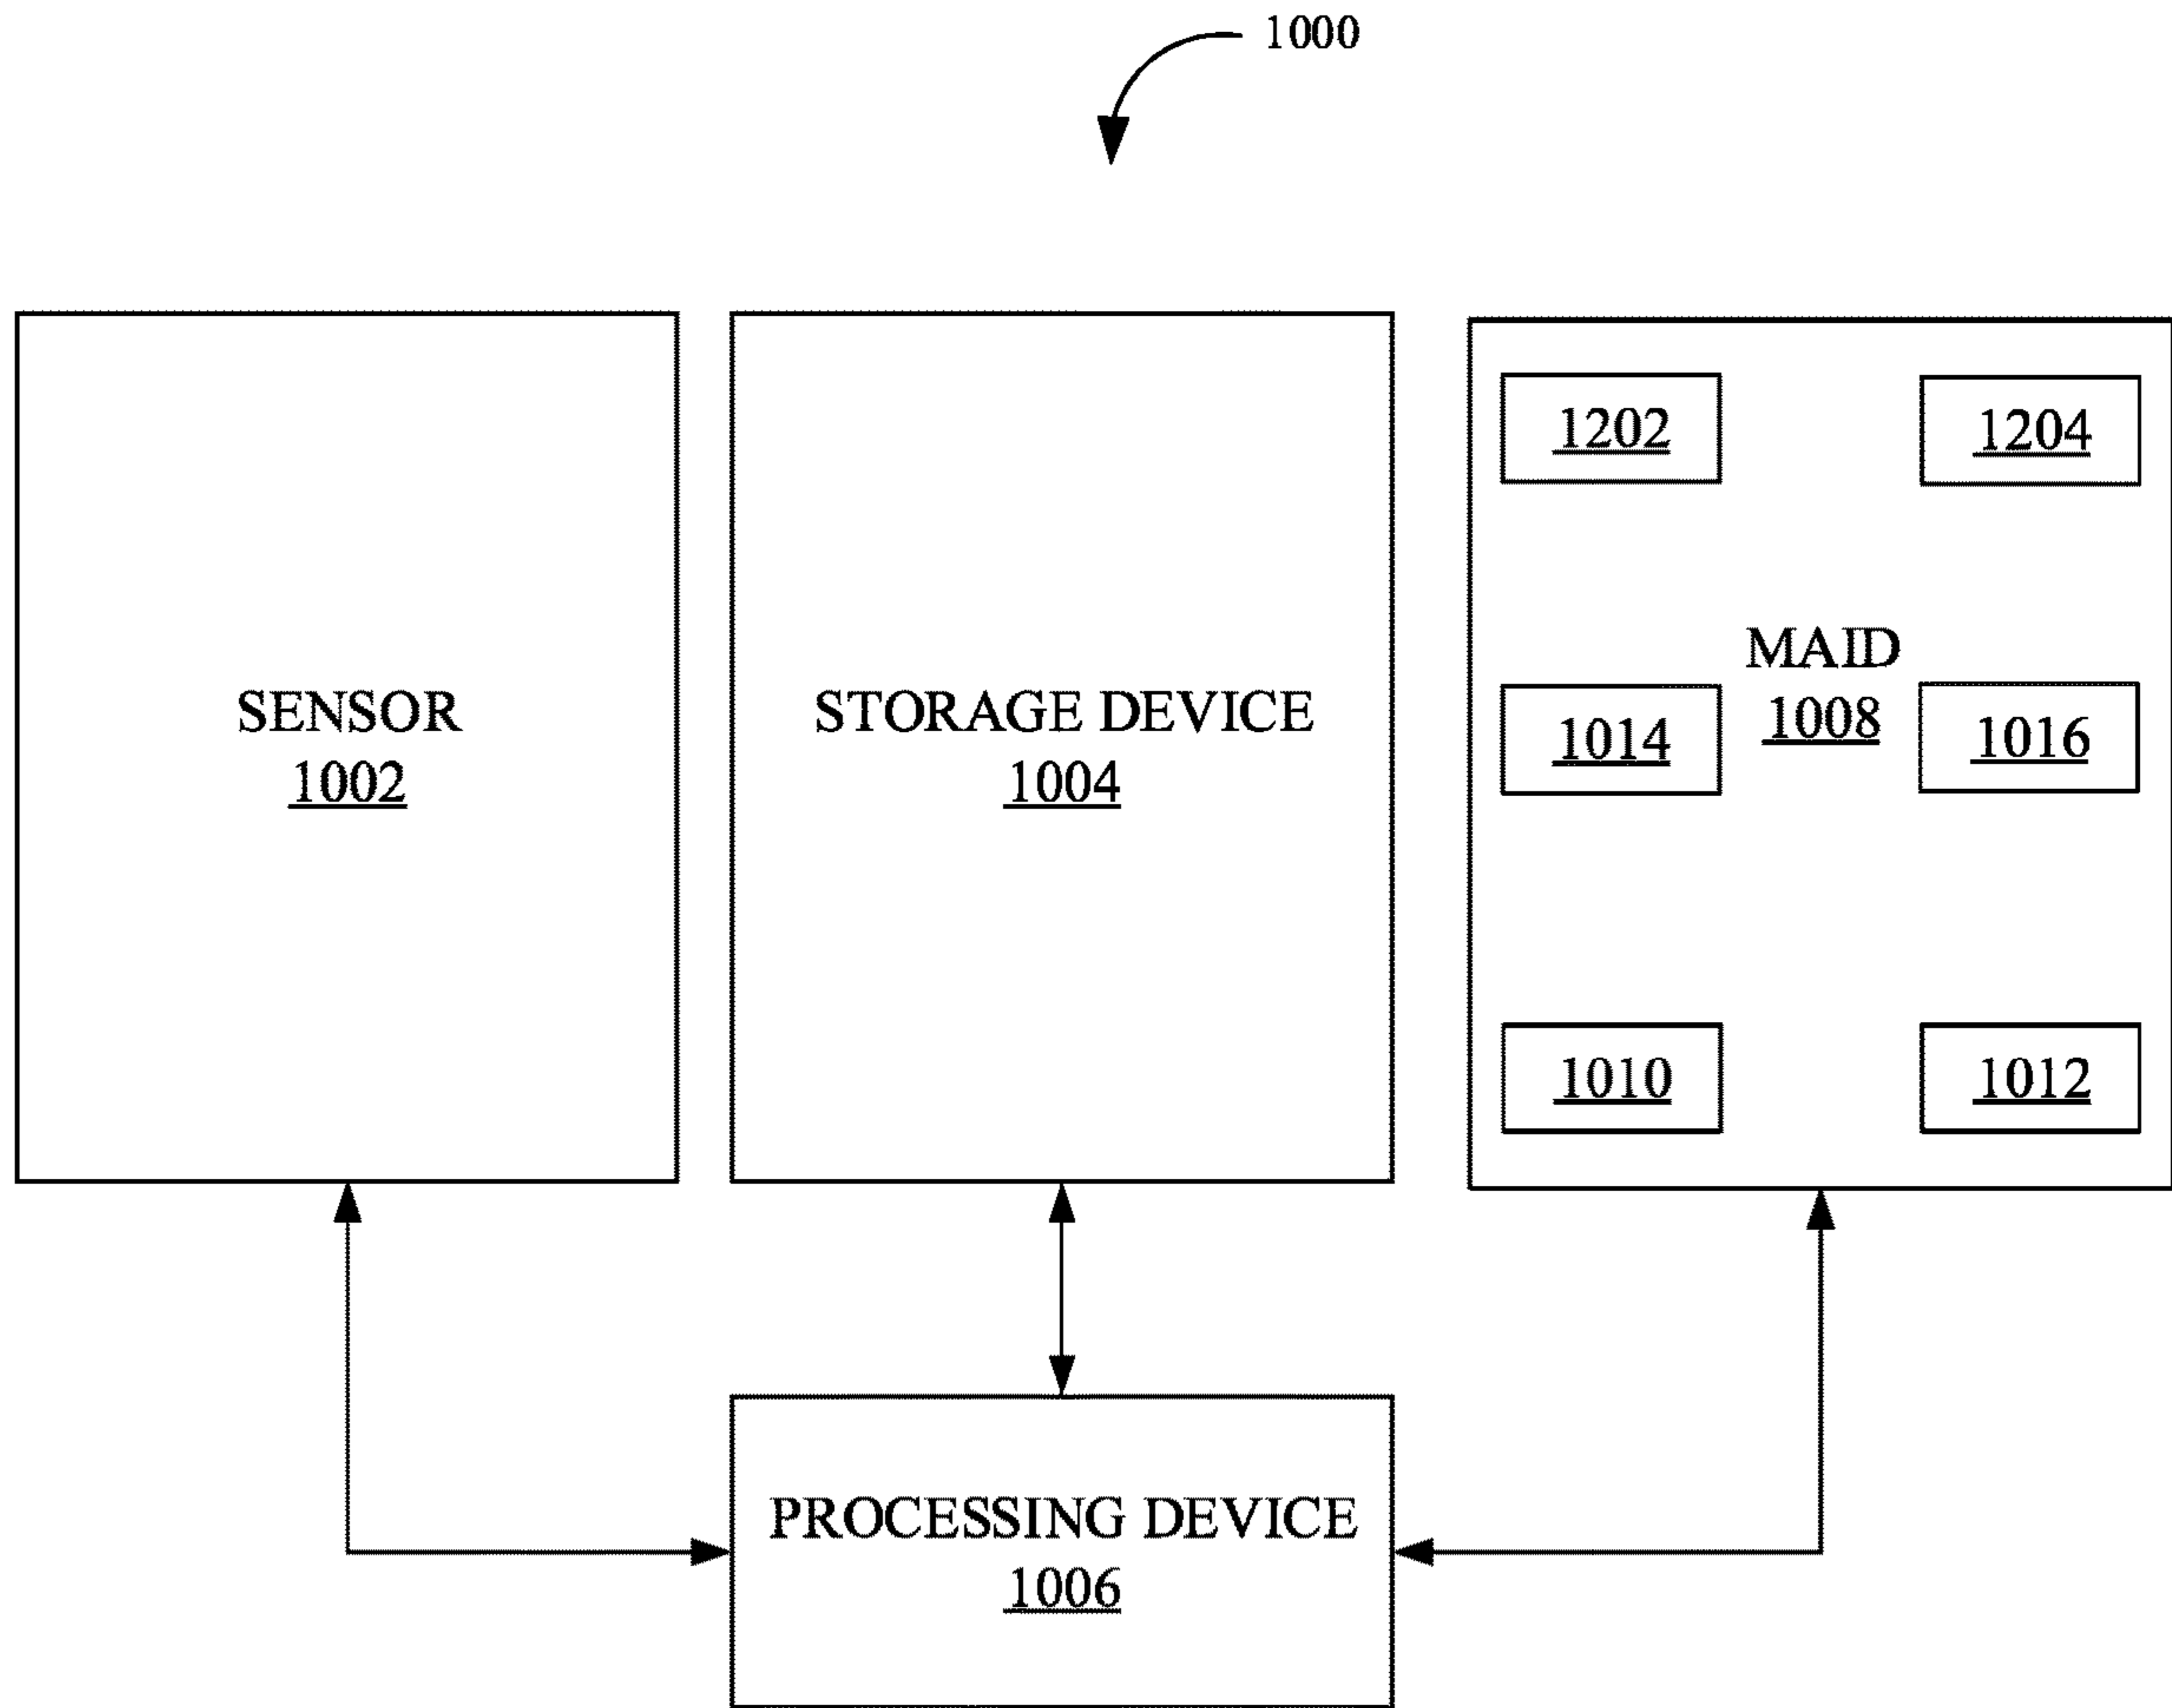 1000
SENSOR
1002
STORAGE DEVICE
1004
1202
1204
MAID
1008
1014
1016
1010
1012
PROCESSING DEVICE
1006